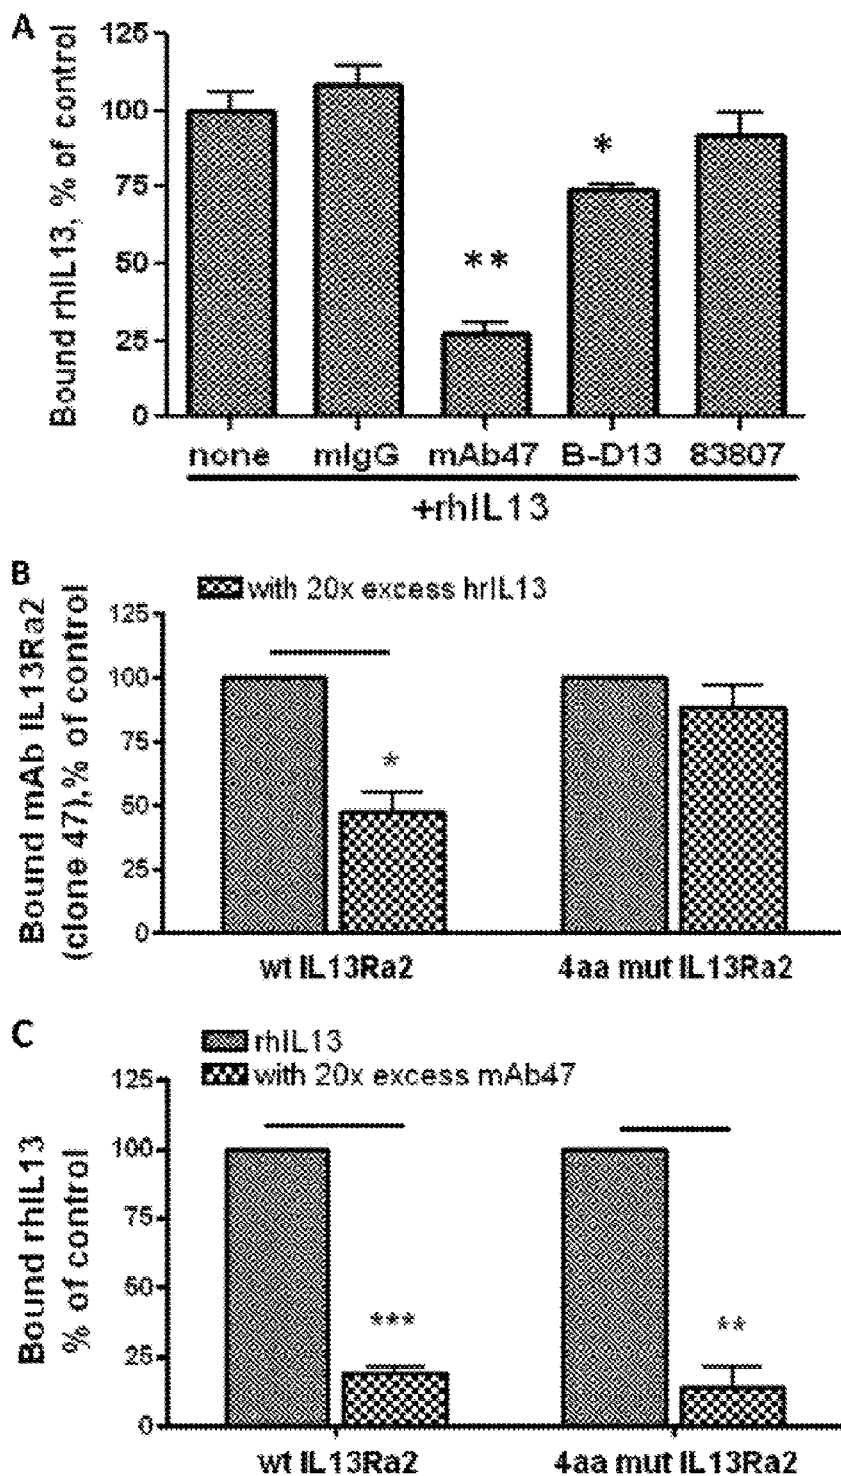 A
Bound rhIL13, % of control
125
100
75
50
25
0
**
*
none mIgG mAb47 B-D13 83807
+rhIL13
B
with 20x excess hrIL13
Bound mAb IL13Ra2
(clone 47),% of control
125
100
75
50
25
0
*
wt IL13Ra2 4aa mut IL13Ra2
C
rhIL13
with 20x excess mAb47
Bound rhIL13
% of control
125
100
75
50
25
0
***
**
wt IL13Ra2 4aa mut IL13Ra2